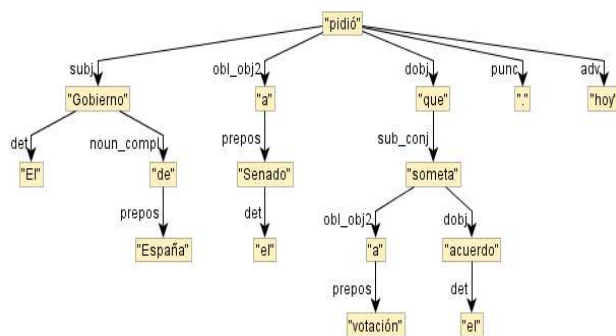 "pidió"
subj obl_obj2 dobj punc adv
"Gobierno" "a" "que" "." "hoy"
det noun_compl prepos sub_conj
"El" "de" "Senado" "someta"
prepos det obl_obj2 dobj
"España" "el" "a" "acuerdo"
prepos det
"votación" "el"